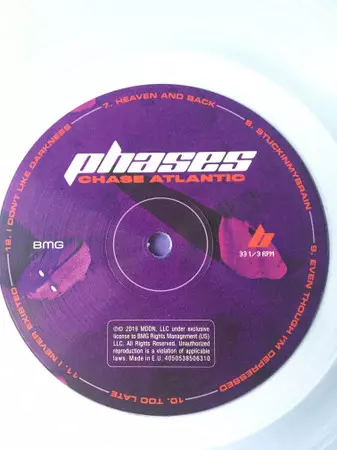 phases
CHASE ATLANTIC
7. HEAVEN AND BACK
8. STUCKINMYBRAIN
9. EVEN THOUGH I'M DEPRESSED
10. TOO LATE
11. I NEVER EXISTED
12. I DON'T LIKE DARKNESS
BMG
b
33 1/3 RPM
Ⓟ© 2019 MDDN, LLC under exclusive
license to BMG Rights Management (US)
LLC. All Rights Reserved. Unauthorized
reproduction is a violation of applicable
laws. Made in E.U. 4050538506310